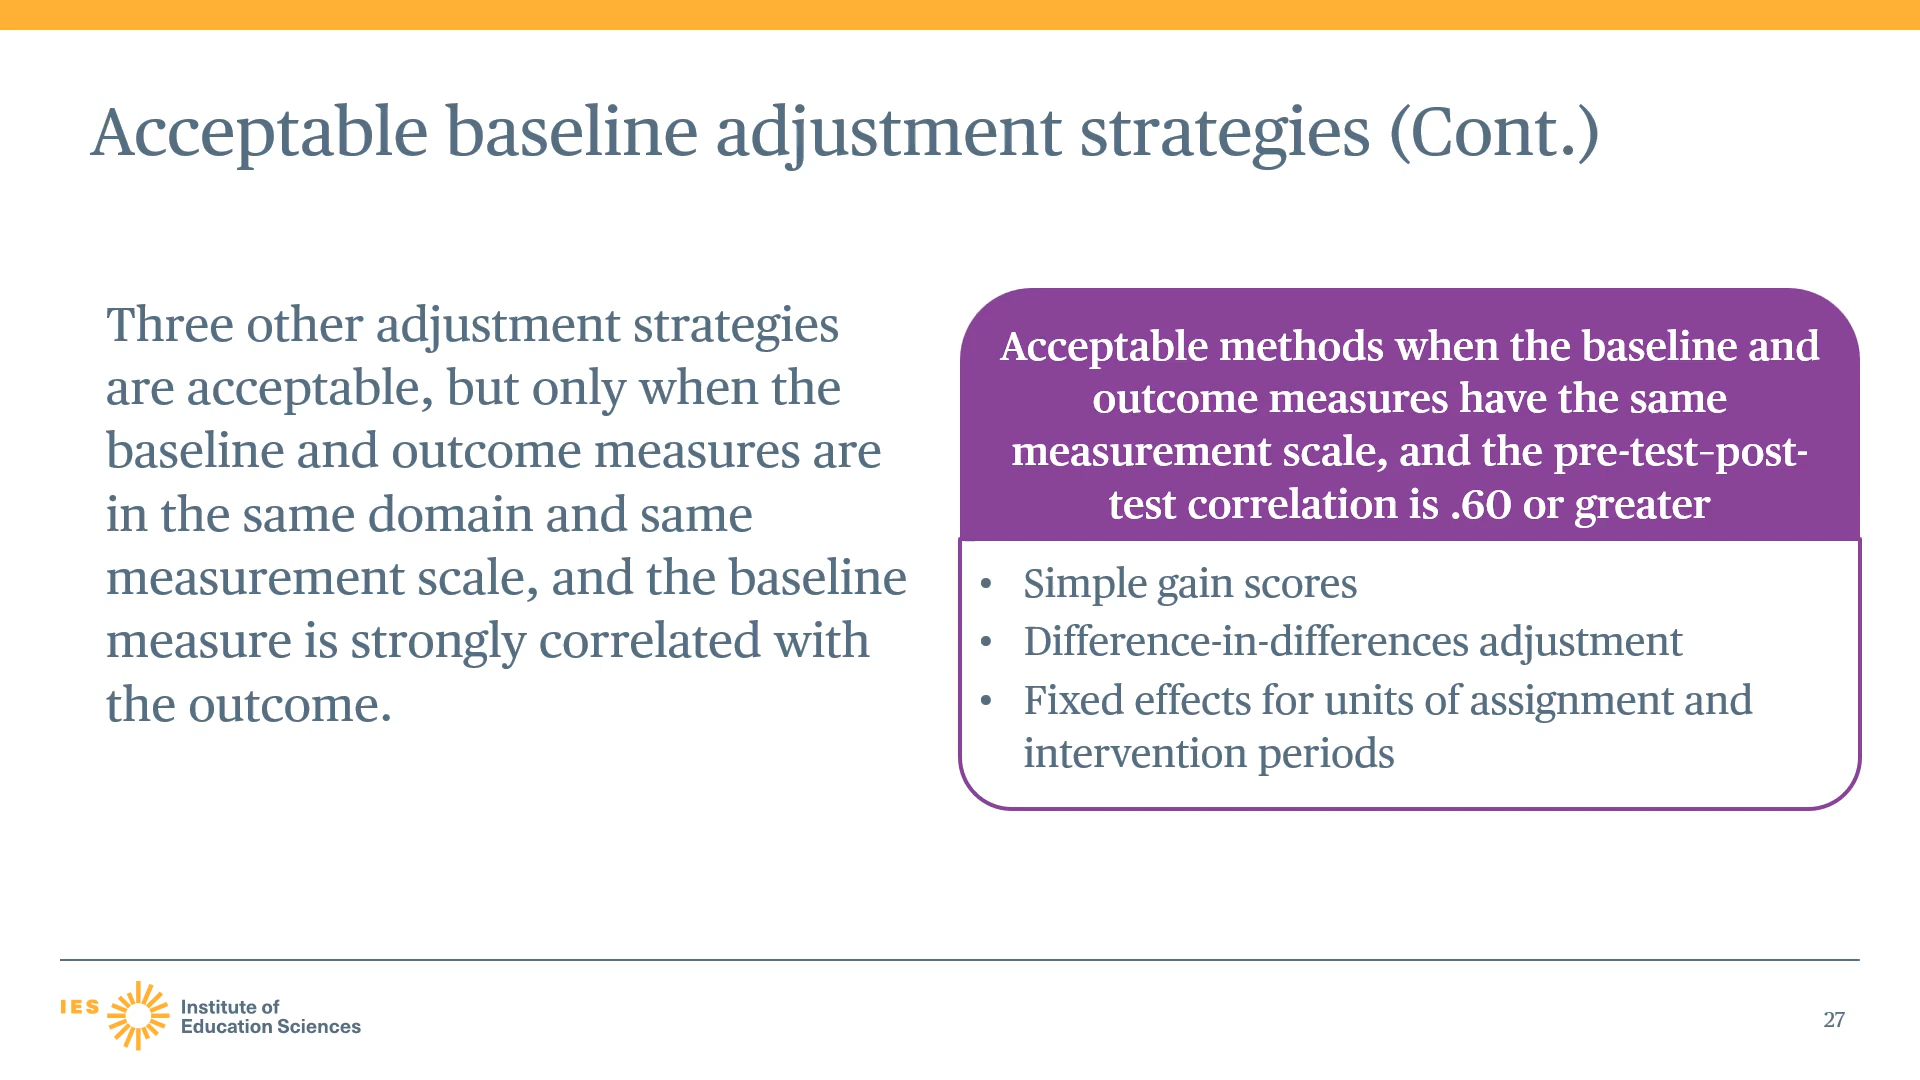 Acceptable baseline adjustment strategies (Cont.)
Three other adjustment strategies
are acceptable, but only when the
baseline and outcome measures are
in the same domain and same
measurement scale, and the baseline
measure is strongly correlated with
the outcome.
Acceptable methods when the baseline and
outcome measures have the same
measurement scale, and the pre-test–post-
test correlation is .60 or greater
• Simple gain scores
• Difference-in-differences adjustment
• Fixed effects for units of assignment and
intervention periods
IES
Institute of
Education Sciences
27